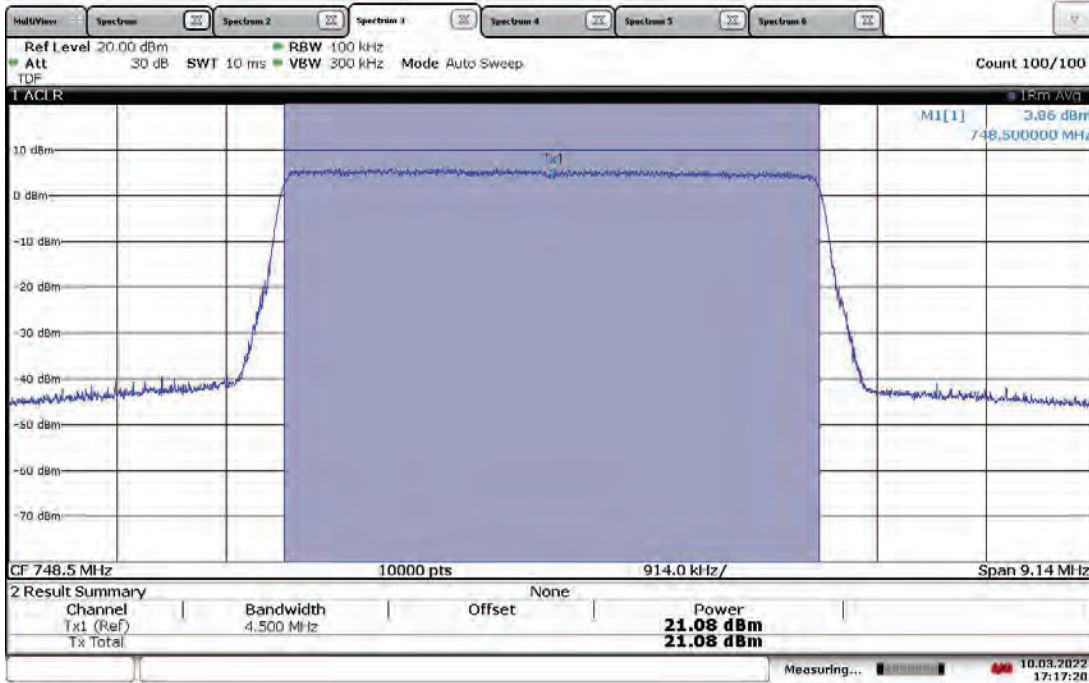 MultiView Spectrum Spectrum 2 Spectrum 3 Spectrum 4 Spectrum 5 Spectrum 6
Ref Level 20.00 dBm RBW 100 kHz
Att 30 dB SWT 10 ms VBW 300 kHz Mode Auto Sweep Count 100/100
TDF
1 ACLR 1Rm Avg
M1[1] 3.86 dBm
748.500000 MHz
10 dBm
Tx1
0 dBm
-10 dBm
-20 dBm
-30 dBm
-40 dBm
-50 dBm
-60 dBm
-70 dBm
CF 748.5 MHz 10000 pts 914.0 kHz/ Span 9.14 MHz
2 Result Summary None
Channel Bandwidth Offset Power
Tx1 (Ref) 4.500 MHz 21.08 dBm
Tx Total 21.08 dBm
Measuring... 10.03.2022
17:17:20